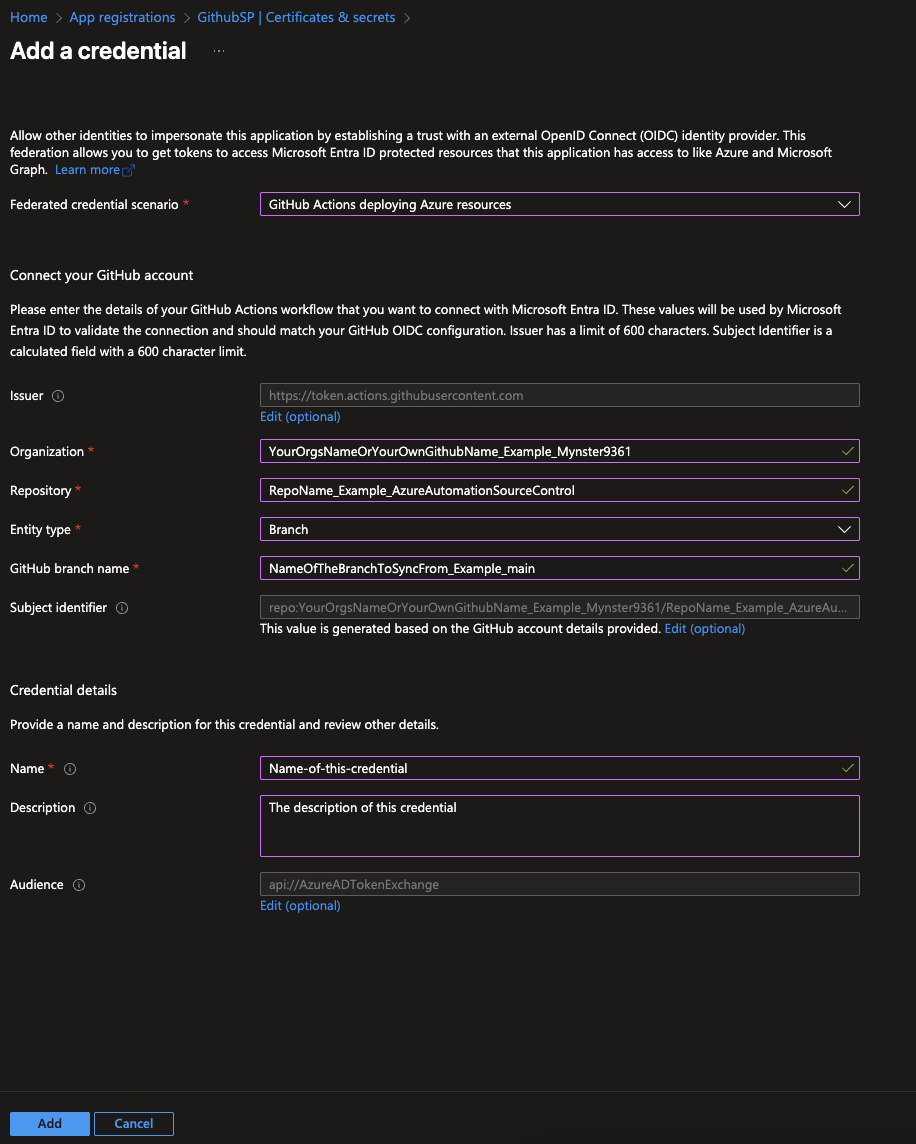 Home > App registrations > GithubSP | Certificates & secrets >
Add a credential ...
Allow other identities to impersonate this application by establishing a trust with an external OpenID Connect (OIDC) identity provider. This
federation allows you to get tokens to access Microsoft Entra ID protected resources that this application has access to like Azure and Microsoft
Graph. Learn more
Federated credential scenario * GitHub Actions deploying Azure resources
Connect your GitHub account
Please enter the details of your GitHub Actions workflow that you want to connect with Microsoft Entra ID. These values will be used by Microsoft
Entra ID to validate the connection and should match your GitHub OIDC configuration. Issuer has a limit of 600 characters. Subject Identifier is a
calculated field with a 600 character limit.
Issuer https://token.actions.githubusercontent.com
Edit (optional)
Organization * YourOrgsNameOrYourOwnGithubName_Example_Mynster9361
Repository * RepoName_Example_AzureAutomationSourceControl
Entity type * Branch
GitHub branch name * NameOfTheBranchToSyncFrom_Example_main
Subject identifier repo:YourOrgsNameOrYourOwnGithubName_Example_Mynster9361/RepoName_Example_AzureAu...
This value is generated based on the GitHub account details provided. Edit (optional)
Credential details
Provide a name and description for this credential and review other details.
Name * Name-of-this-credential
Description The description of this credential
Audience api://AzureADTokenExchange
Edit (optional)
Add Cancel